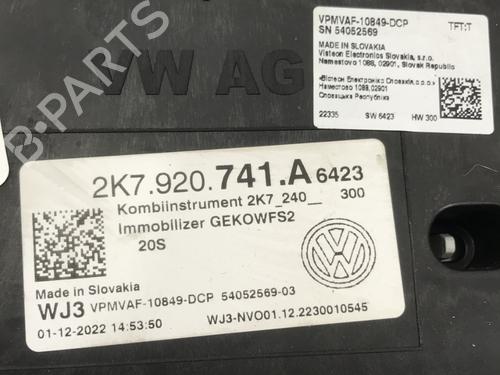 VPMVAF-10849-DCP
TFT:T
SN 54052569
MADE IN SLOVAKIA
Visteon Electronics Slovakia, s.r.o.
Namestovo 1088, 02901, Slovak Republic
Наместово 1088, 02901
Словацька Республіка
22335 SW 6423 HW 300
VW AG
B-PARTS
2K7.920.741.A 6423
Kombiinstrument 2K7_240__ 300
Immobilizer GEKOWFS2
20S
Made in Slovakia
WJ3 VPMVAF-10849-DCP 54052569-03
01-12-2022 14:53:50 WJ3-NVO01.12.2230010545